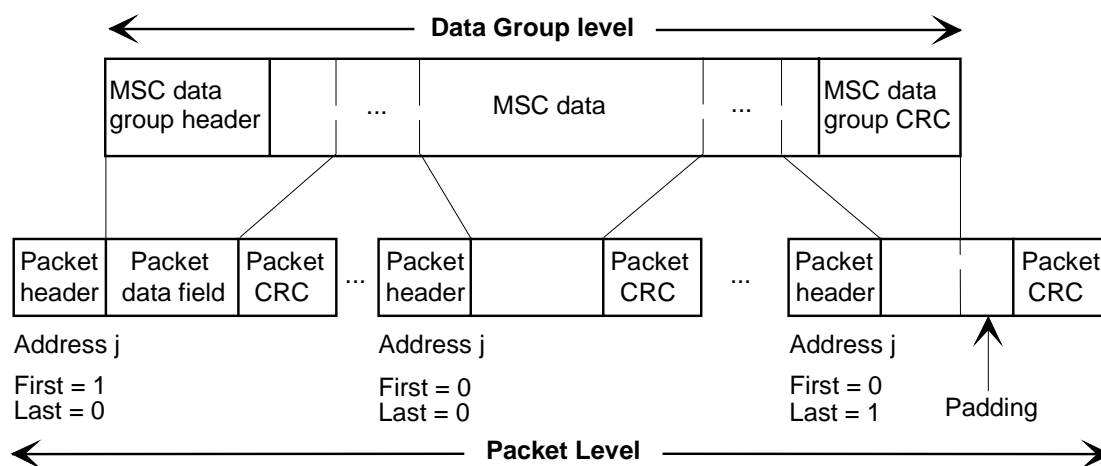 Data Group level
MSC data
group header
...
MSC data
...
MSC data
group CRC
Packet
header
Packet
data field
Packet
CRC
...
Packet
header
Packet
CRC
...
Packet
header
Packet
CRC
Address j
First = 1
Last = 0
Address j
First = 0
Last = 0
Address j
First = 0
Last = 1
Padding
Packet Level